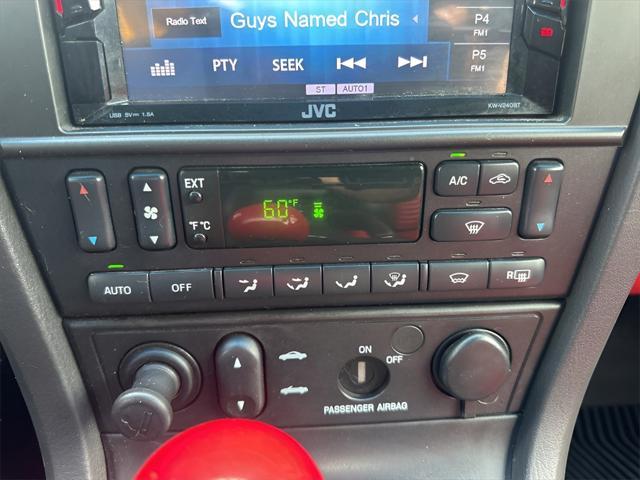 Radio Text
Guys Named Chris
P4
FM1
PTY
SEEK
P5
FM1
ST
AUTO1
USB 5V⎓1.5A
JVC
KW-V240BT
EXT
°F °C
60°F
A/C
AUTO
OFF
R
ON
OFF
PASSENGER AIRBAG